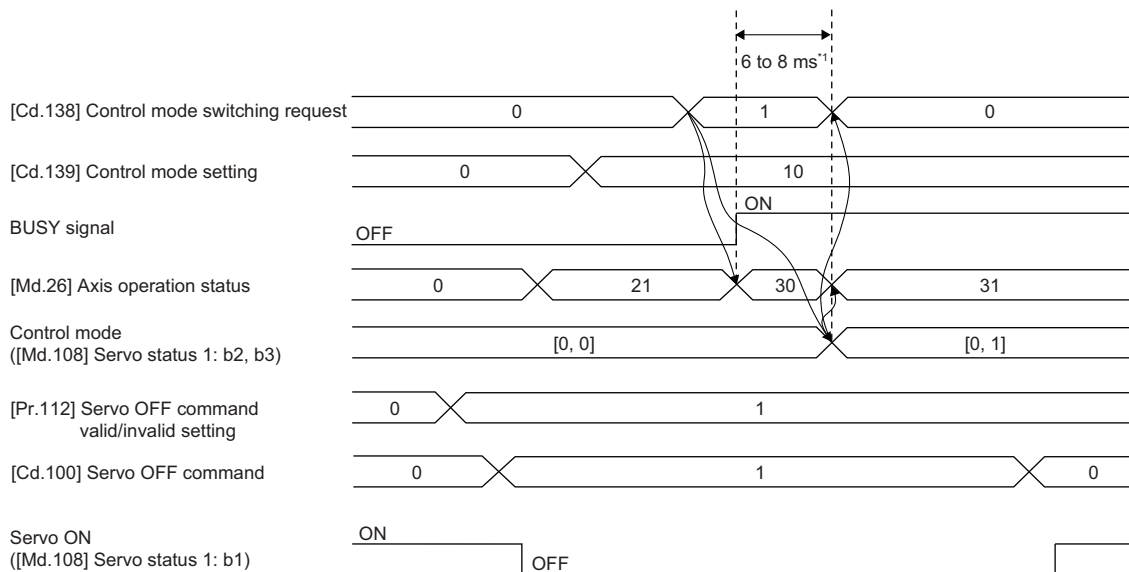 6 to 8 ms*1
[Cd.138] Control mode switching request
0 1 0
[Cd.139] Control mode setting
0 10
BUSY signal
OFF ON
[Md.26] Axis operation status
0 21 30 31
Control mode
([Md.108] Servo status 1: b2, b3)
[0, 0] [0, 1]
[Pr.112] Servo OFF command
valid/invalid setting
0 1
[Cd.100] Servo OFF command
0 1 0
Servo ON
([Md.108] Servo status 1: b1)
ON OFF